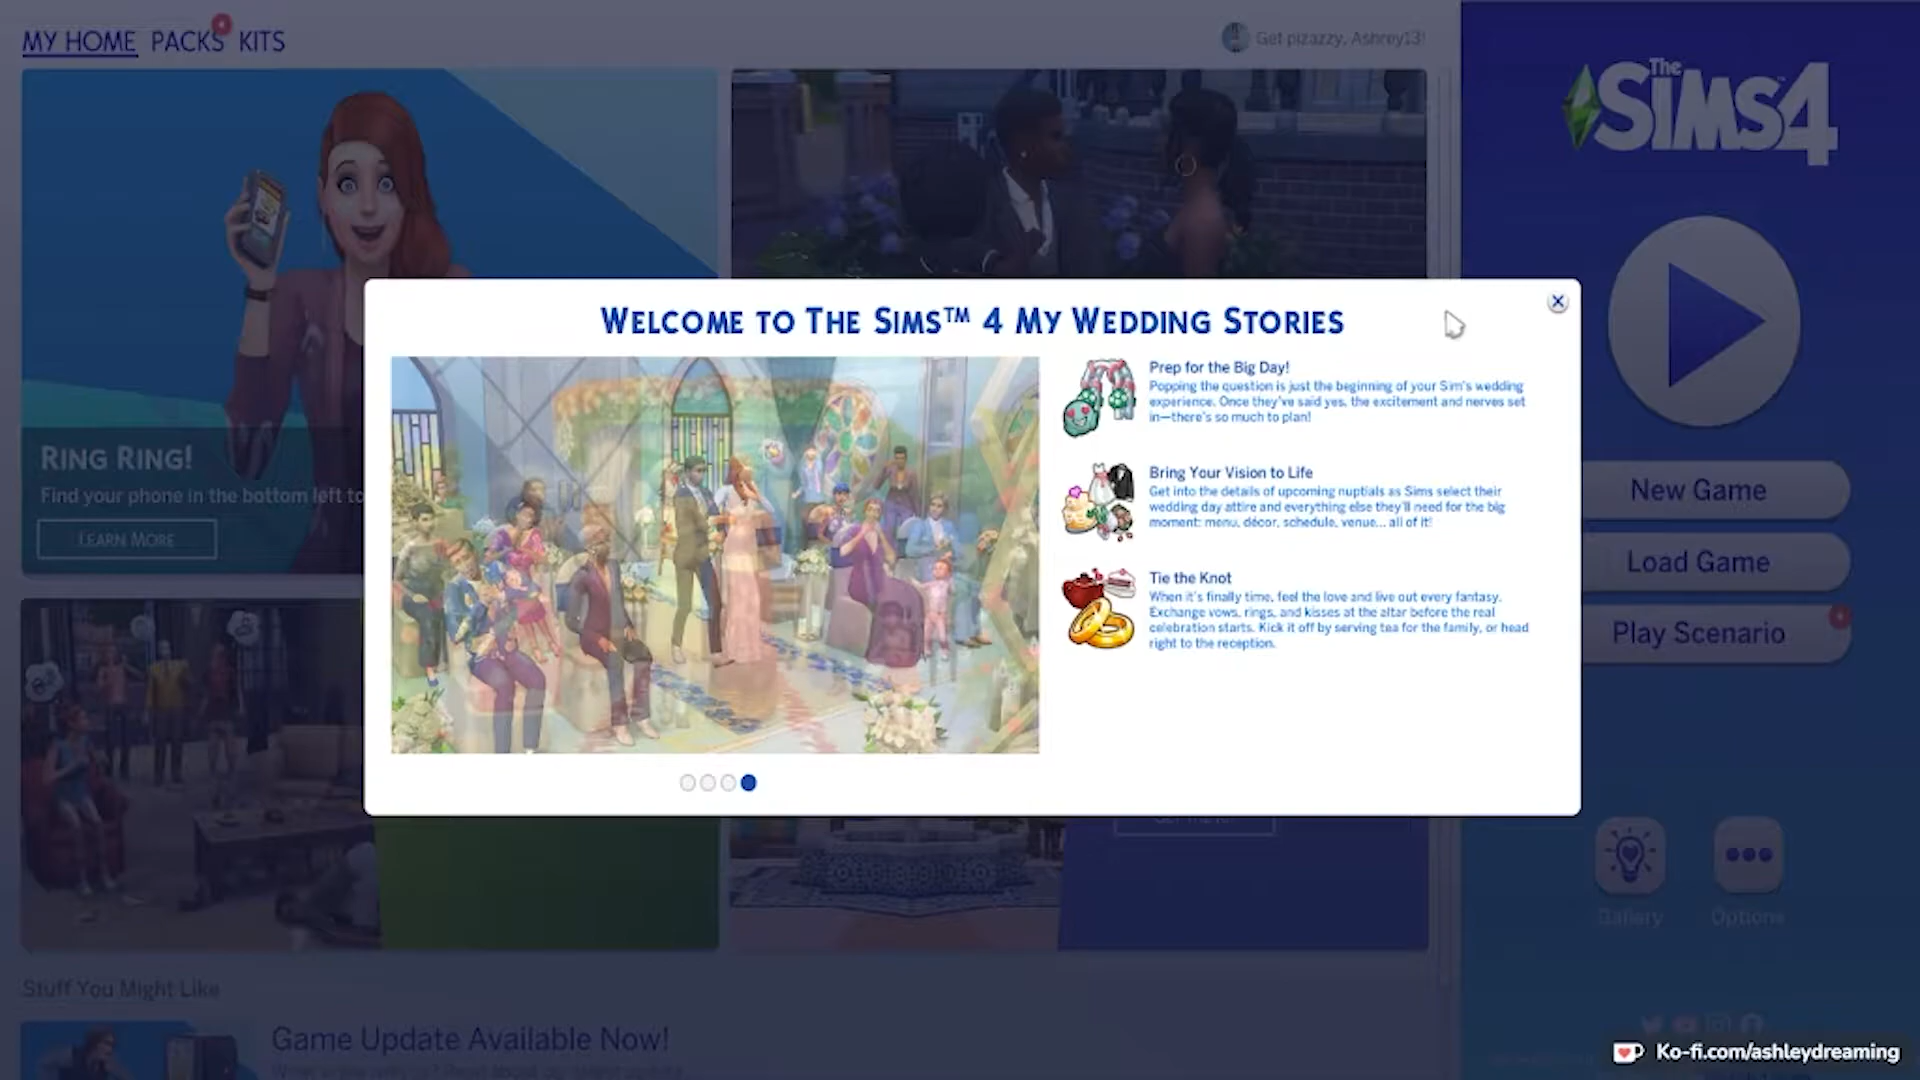 MY HOME PACKS KITS
Get pizazzy, Ashrey13!
The SIMS 4
RING RING!
Find your phone in the bottom left to
LEARN MORE
WELCOME TO THE SIMS™ 4 MY WEDDING STORIES
Prep for the Big Day!
Popping the question is just the beginning of your Sim's wedding
experience. Once they've said yes, the excitement and nerves set
in—there's so much to plan!
Bring Your Vision to Life
Get into the details of upcoming nuptials as Sims select their
wedding day attire and everything else they'll need for the big
moment: menu, décor, schedule, venue... all of it!
Tie the Knot
When it's finally time, feel the love and live out every fantasy.
Exchange vows, rings, and kisses at the altar before the real
celebration starts. Kick it off by serving tea for the family, or head
right to the reception.
New Game
Load Game
Play Scenario
Gallery
Options
Stuff You Might Like
Game Update Available Now!
Ko-fi.com/ashleydreaming